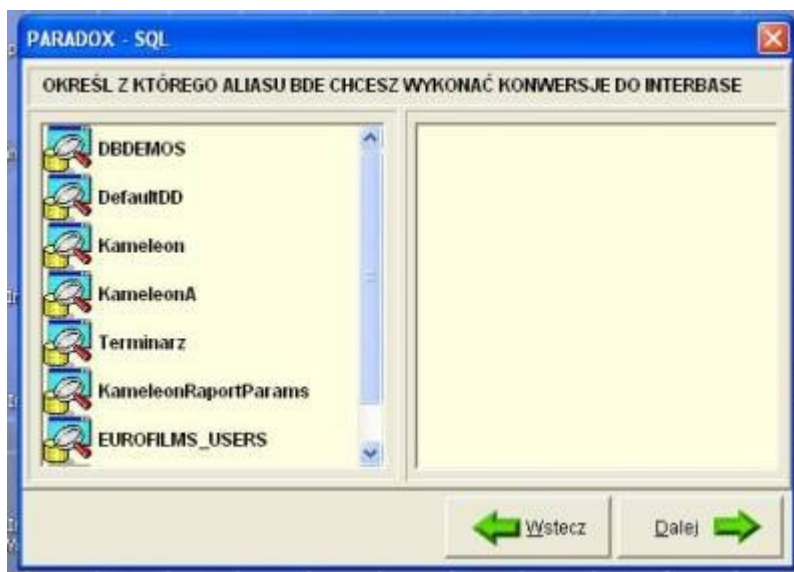 PARADOX - SQL
OKREŚL Z KTÓREGO ALIASU BDE CHCESZ WYKONAĆ KONWERSJE DO INTERBASE
DBDEMOS
DefaultDD
Kameleon
KameleonA
Terminarz
KameleonRaportParams
EUROFILMS_USERS
Wstecz
Dalej